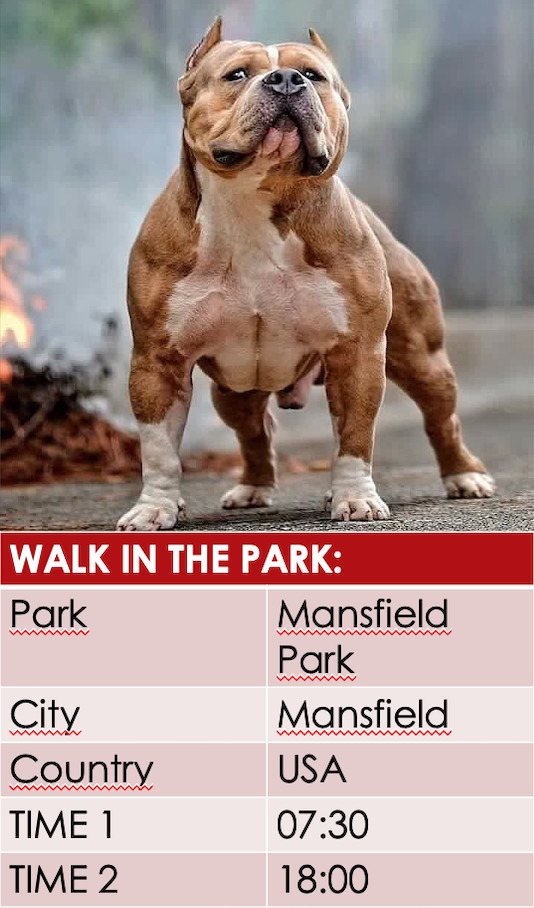 WALK IN THE PARK:
Park Mansfield
Park
City Mansfield
Country USA
TIME 1 07:30
TIME 2 18:00